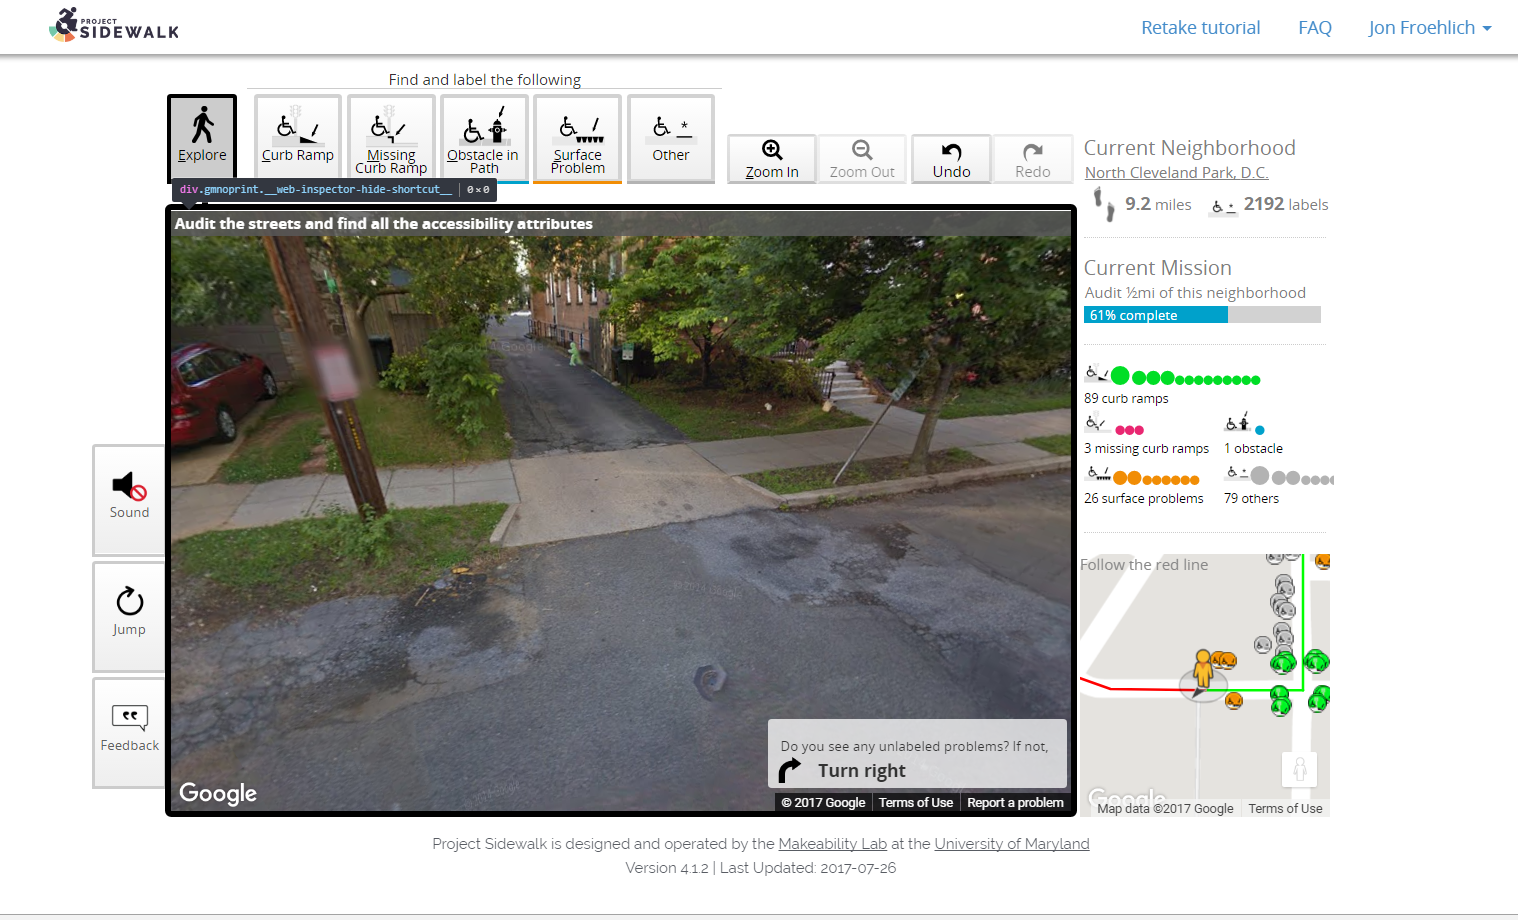 PROJECT
SIDEWALK
Retake tutorial
FAQ
Jon Froehlich
Find and label the following
Explore
Curb Ramp
Missing
Curb Ramp
Obstacle in
Path
Surface
Problem
Other
Zoom In
Zoom Out
Undo
Redo
div.gmnoprint.__web-inspector-hide-shortcut__ | 0×0
Audit the streets and find all the accessibility attributes
Current Neighborhood
North Cleveland Park, D.C.
9.2 miles
2192 labels
Current Mission
Audit ½mi of this neighborhood
61% complete
89 curb ramps
3 missing curb ramps
1 obstacle
26 surface problems
79 others
Sound
Jump
Feedback
Follow the red line
Do you see any unlabeled problems? If not,
Turn right
Google
© 2017 Google
Terms of Use
Report a problem
Google
Map data ©2017 Google
Terms of Use
Project Sidewalk is designed and operated by the Makeability Lab at the University of Maryland
Version 4.1.2 | Last Updated: 2017-07-26